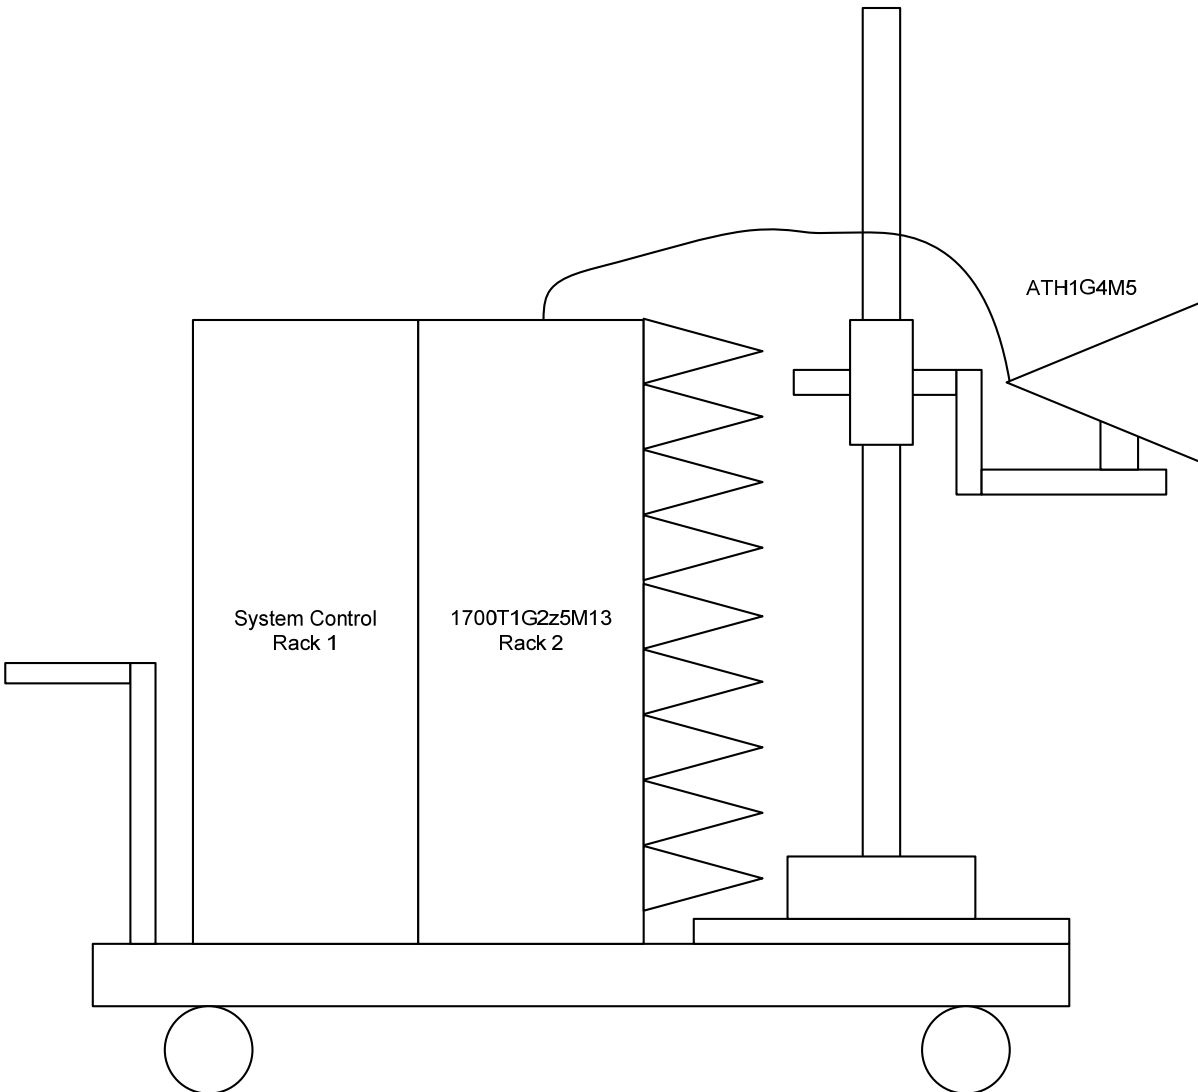 ATH1G4M5
System Control
Rack 1
1700T1G2z5M13
Rack 2